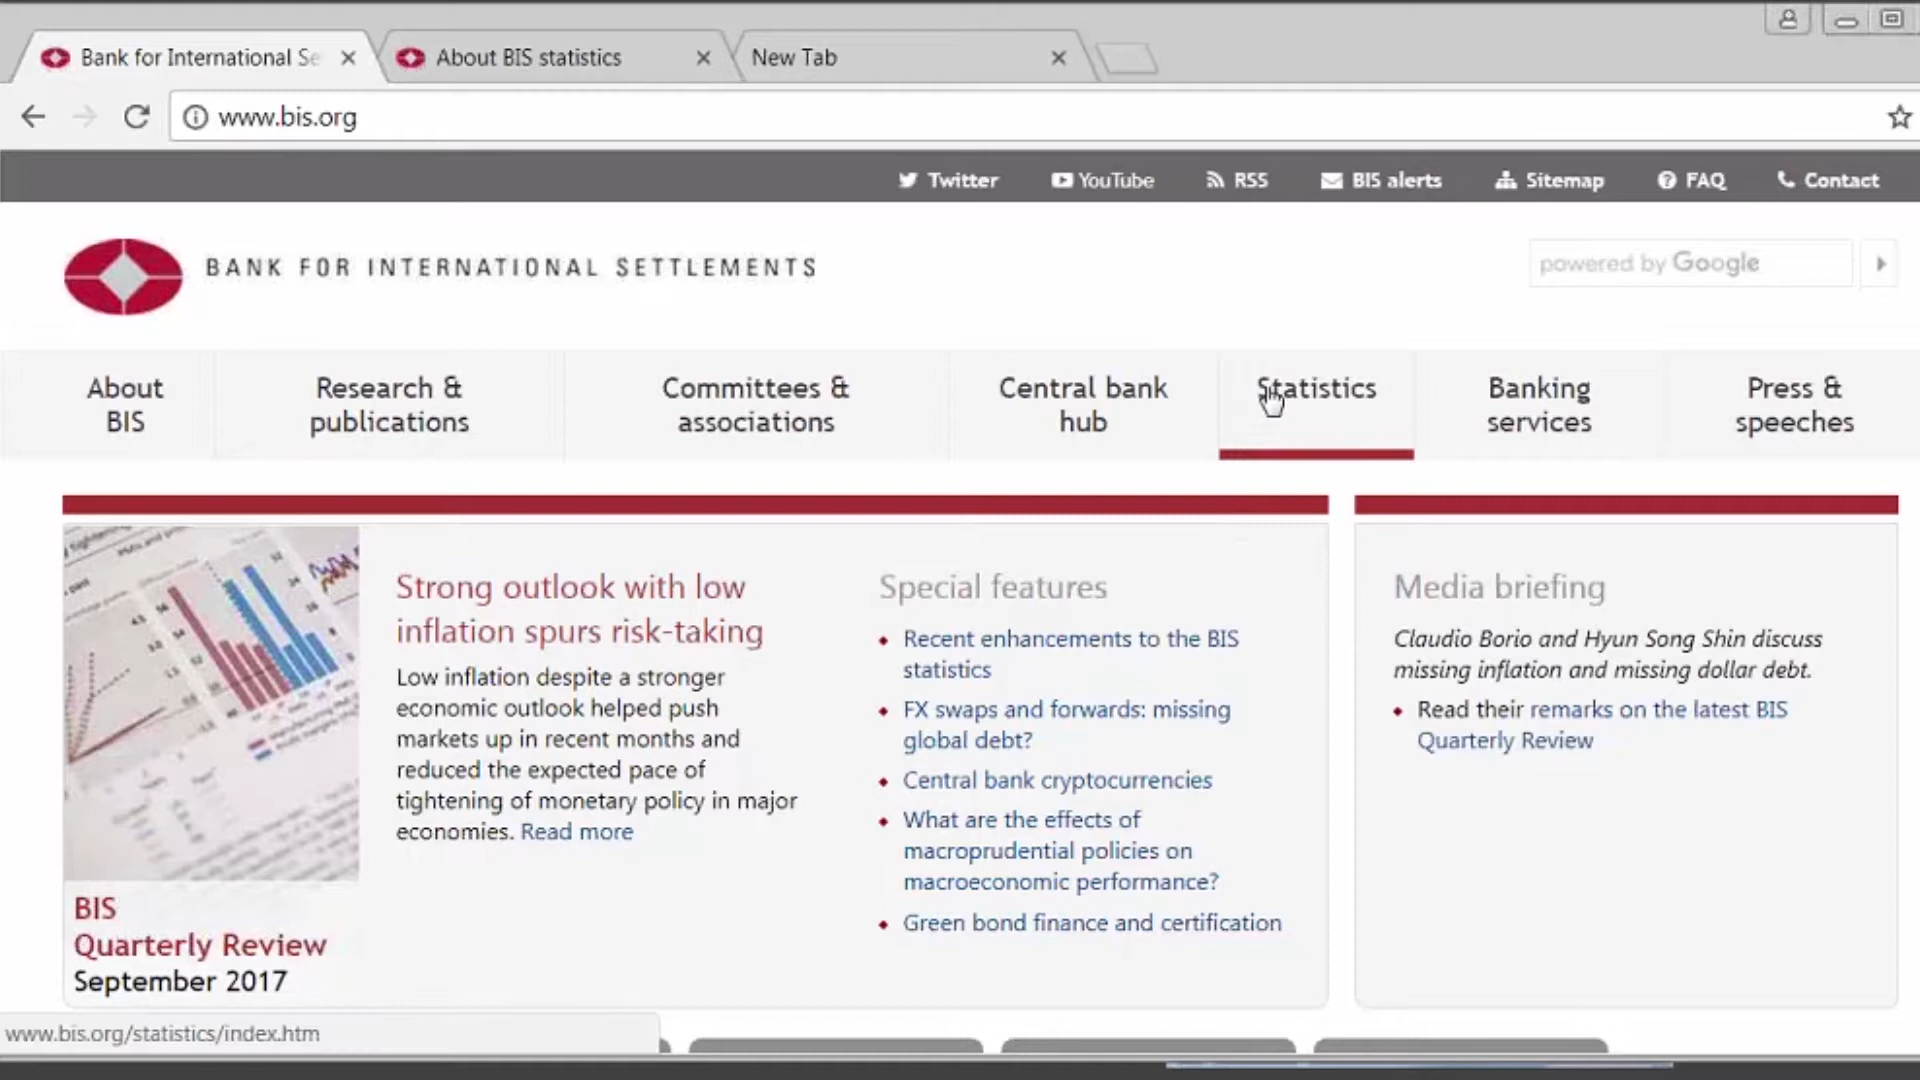 Bank for International Se
About BIS statistics
New Tab
www.bis.org
Twitter
YouTube
RSS
BIS alerts
Sitemap
FAQ
Contact
BANK FOR INTERNATIONAL SETTLEMENTS
powered by Google
About
BIS
Research &
publications
Committees &
associations
Central bank
hub
Statistics
Banking
services
Press &
speeches
Strong outlook with low
inflation spurs risk-taking
Low inflation despite a stronger
economic outlook helped push
markets up in recent months and
reduced the expected pace of
tightening of monetary policy in major
economies. Read more
BIS
Quarterly Review
September 2017
Special features
Recent enhancements to the BIS
statistics
FX swaps and forwards: missing
global debt?
Central bank cryptocurrencies
What are the effects of
macroprudential policies on
macroeconomic performance?
Green bond finance and certification
Media briefing
Claudio Borio and Hyun Song Shin discuss
missing inflation and missing dollar debt.
Read their remarks on the latest BIS
Quarterly Review
www.bis.org/statistics/index.htm